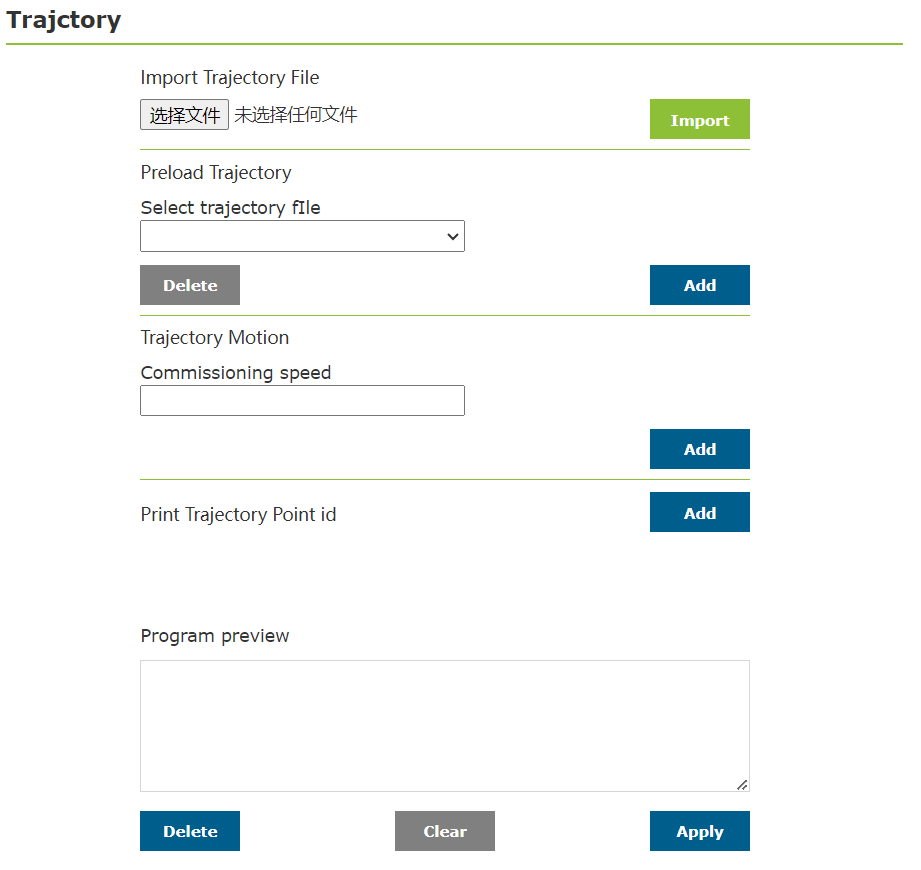 Trajctory
Import Trajectory File
选择文件 未选择任何文件
Import
Preload Trajectory
Select trajectory fIle
Delete
Add
Trajectory Motion
Commissioning speed
Add
Print Trajectory Point id
Add
Program preview
Delete
Clear
Apply